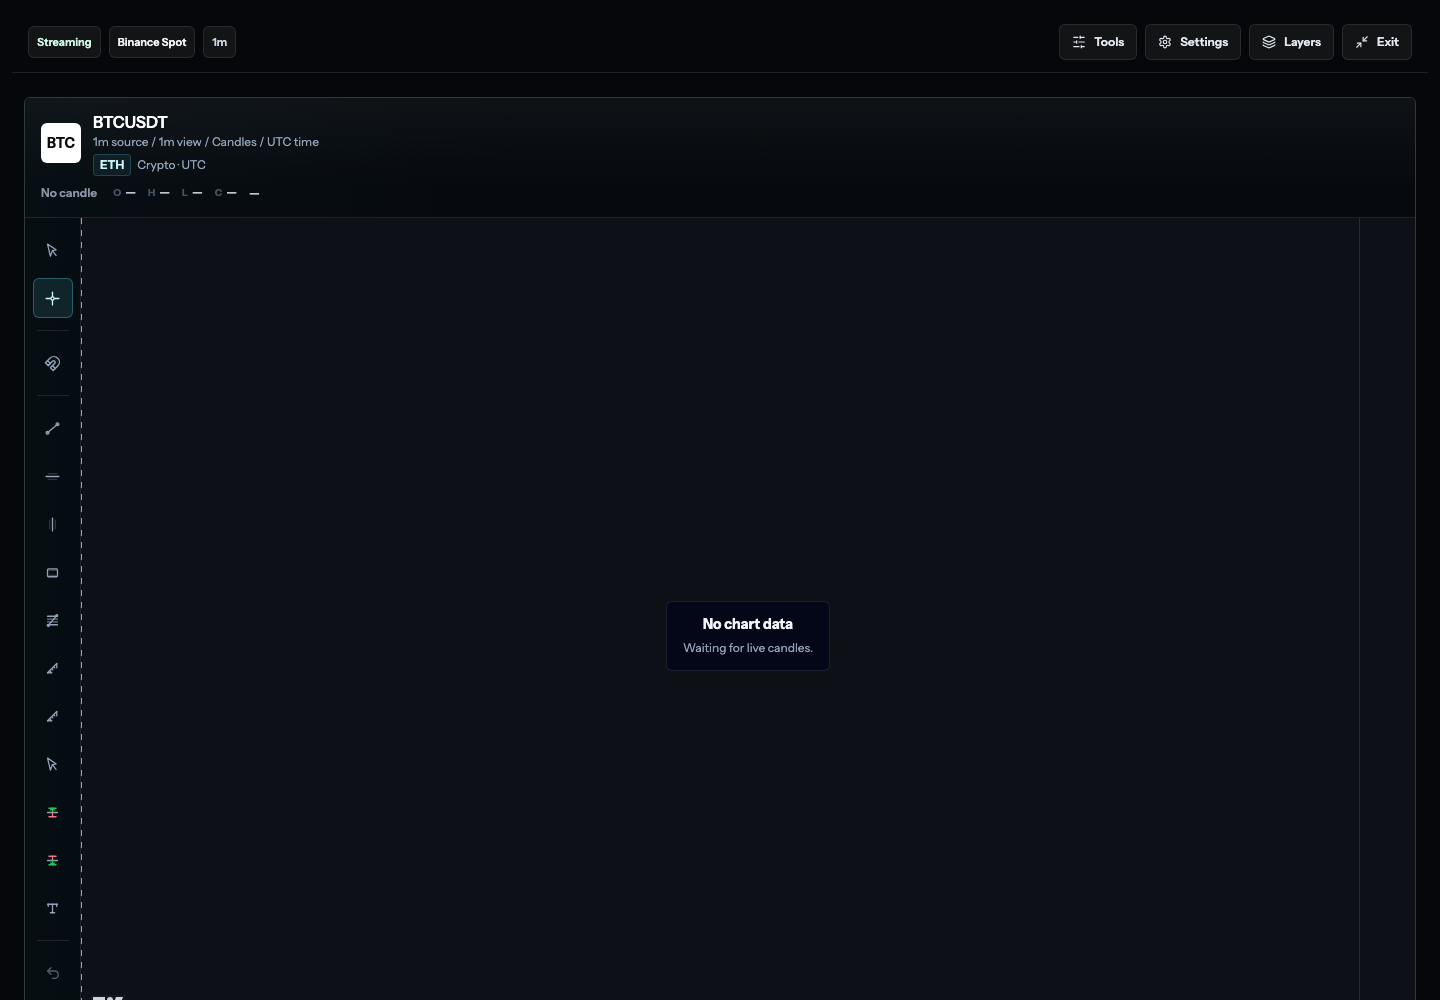 Streaming
Binance Spot
1m
Tools
Settings
Layers
Exit
BTC
BTCUSDT
1m source / 1m view / Candles / UTC time
ETH Crypto · UTC
No candle O — H — L — C — —
No chart data
Waiting for live candles.